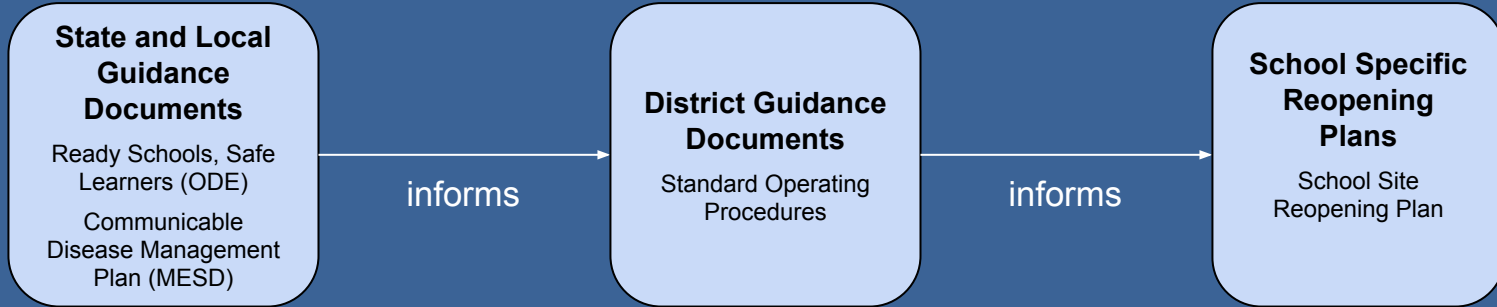 State and Local
Guidance
Documents
Ready Schools, Safe
Learners (ODE)
Communicable
Disease Management
Plan (MESD)
informs
District Guidance
Documents
Standard Operating
Procedures
informs
School Specific
Reopening
Plans
School Site
Reopening Plan